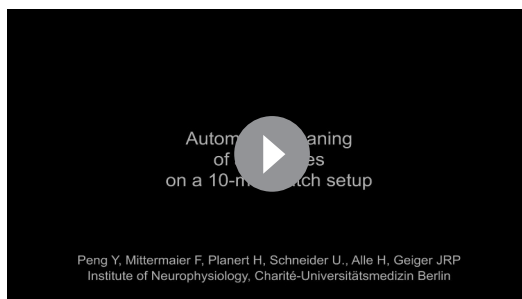 Autom aning
of es
on a 10-m tch setup
Peng Y, Mittermaier F, Planert H, Schneider U., Alle H, Geiger JRP
Institute of Neurophysiology, Charité-Universitätsmedizin Berlin